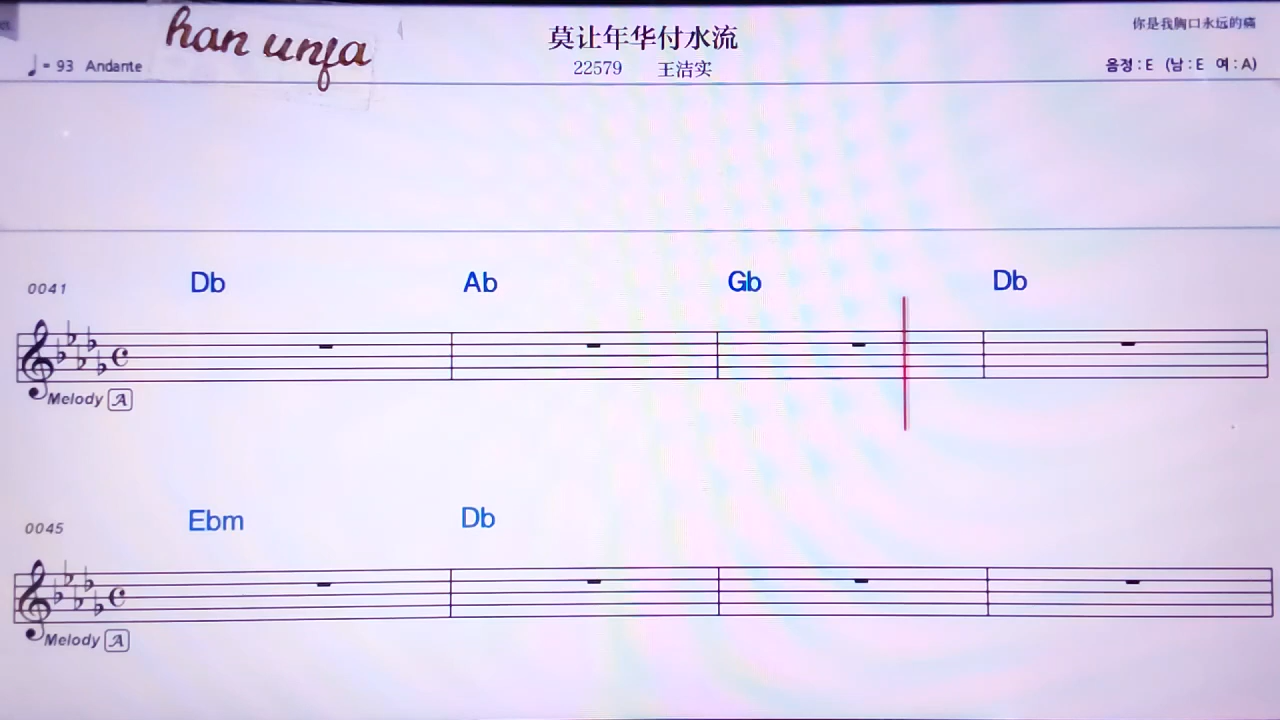 han unfa
莫让年华付水流
你是我胸口永远的痛
♩= 93 Andante
22579 王洁实
음정 : E (남 : E 여 : A)
0041 Db Ab Gb Db
Melody A
0045 Ebm Db
Melody A